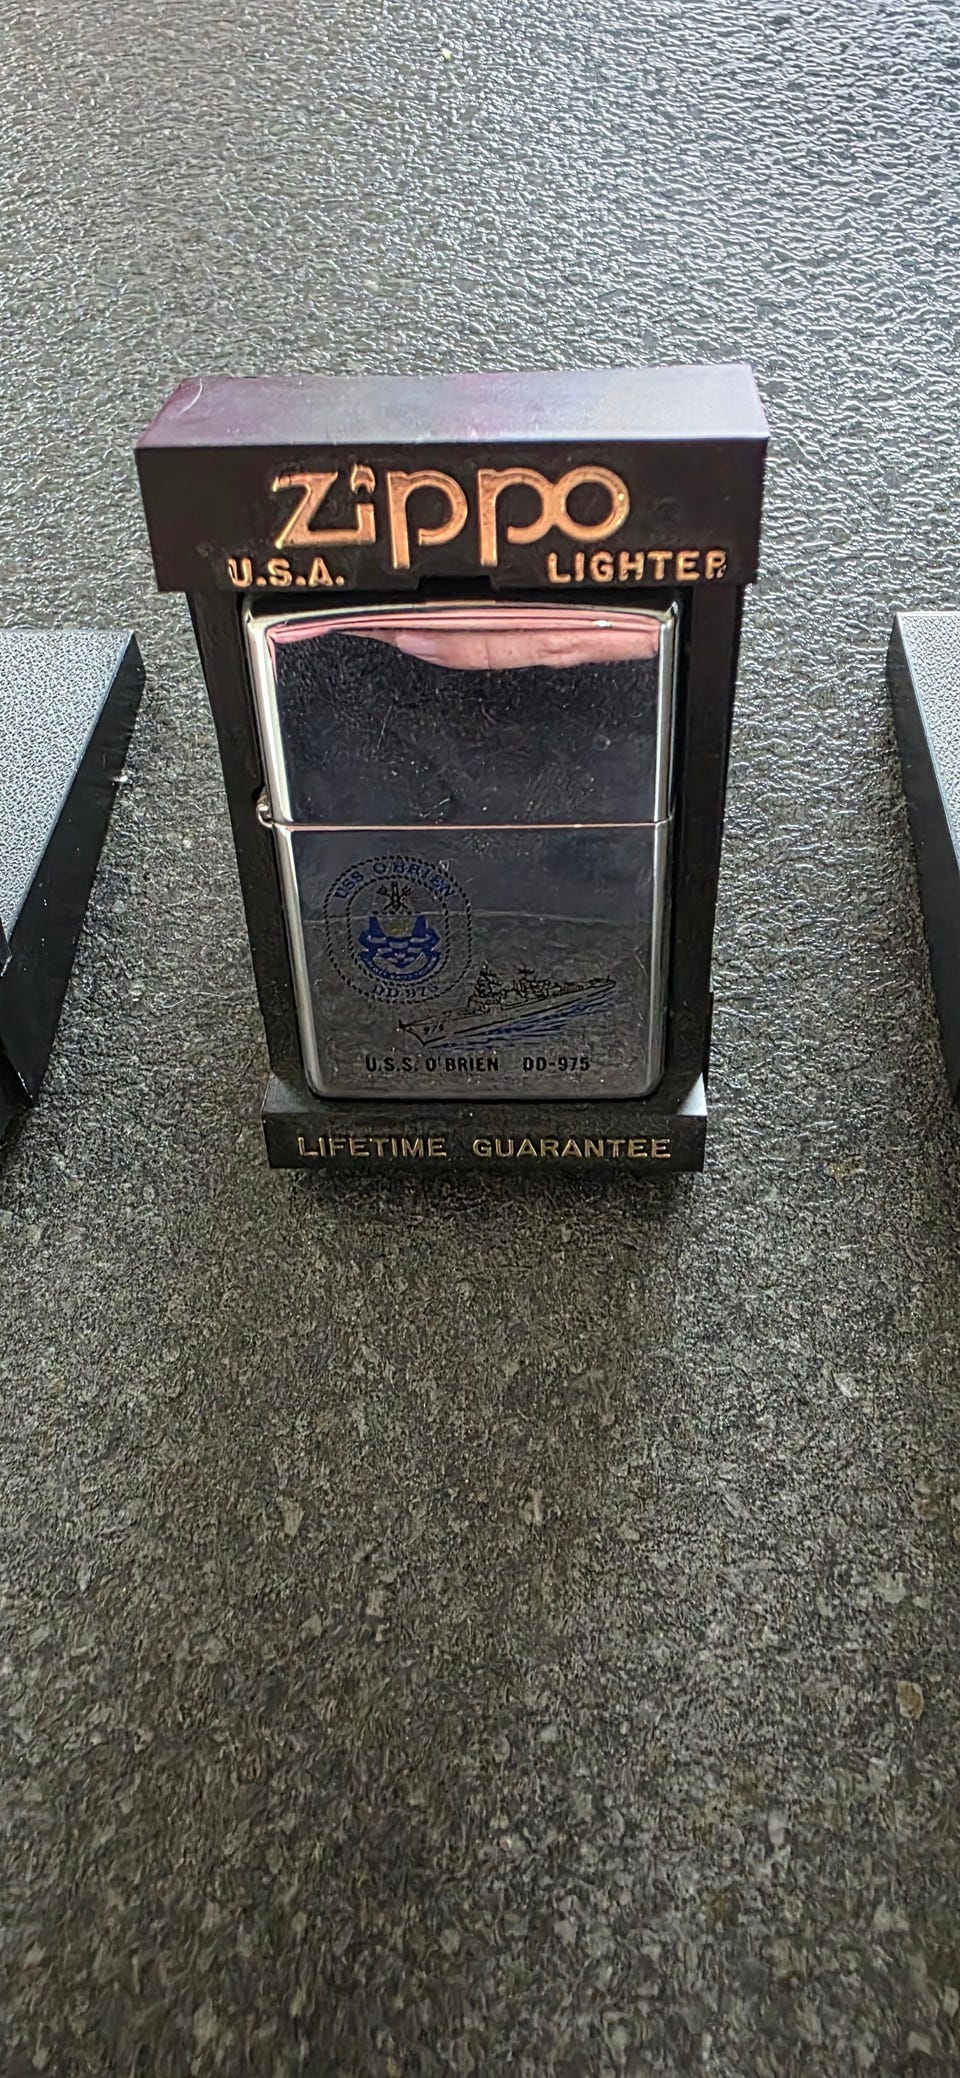 Zippo
U.S.A. LIGHTER
USS O'BRIEN
DD 975
U.S.S. O'BRIEN DD-975
LIFETIME GUARANTEE